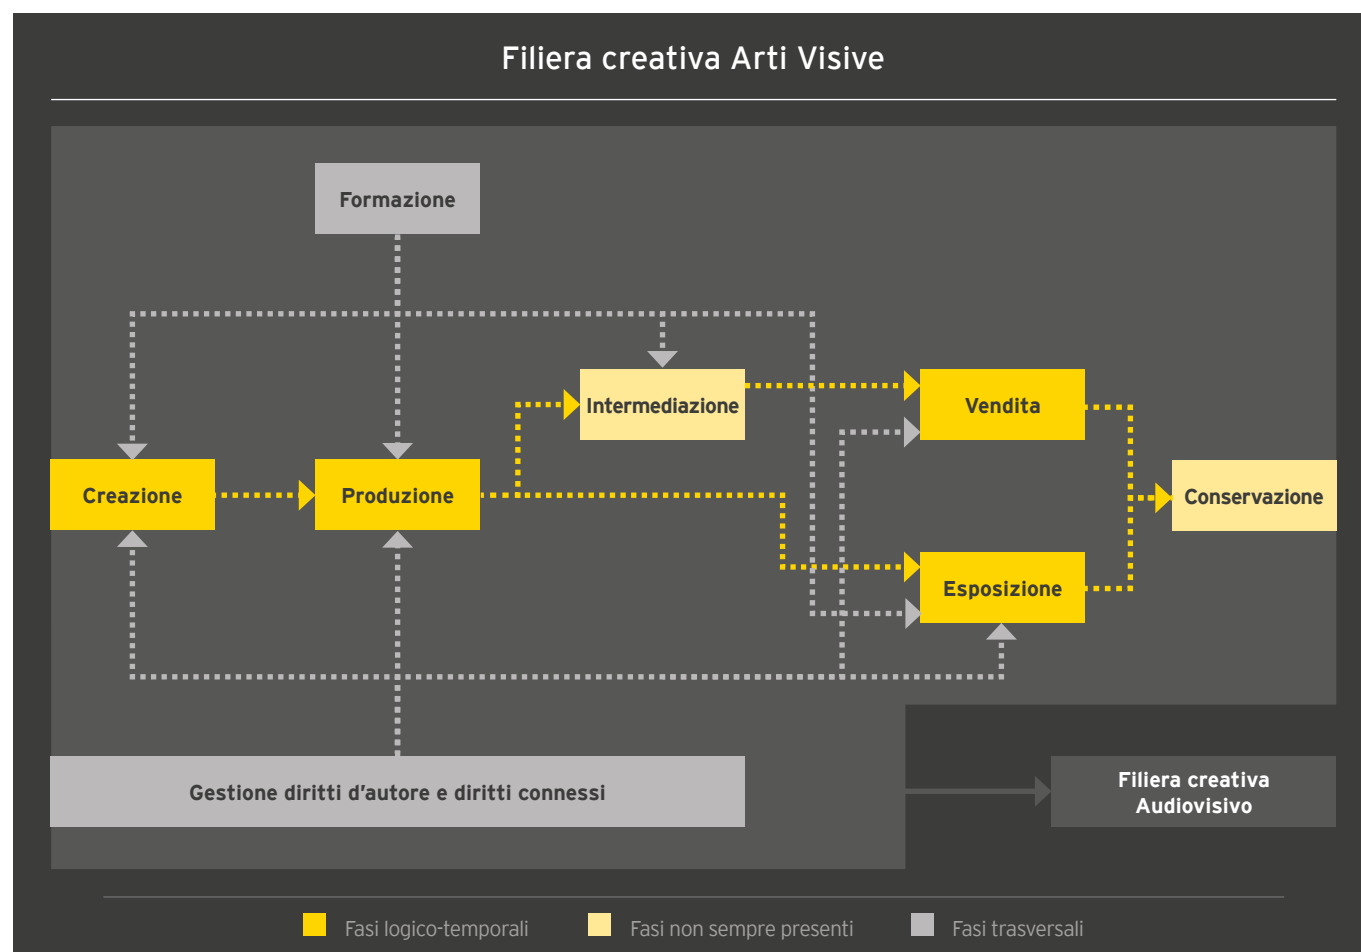 Filiera creativa Arti Visive
Formazione
Intermediazione
Vendita
Creazione
Produzione
Conservazione
Esposizione
Gestione diritti d'autore e diritti connessi
Filiera creativa
Audiovisivo
Fasi logico-temporali
Fasi non sempre presenti
Fasi trasversali